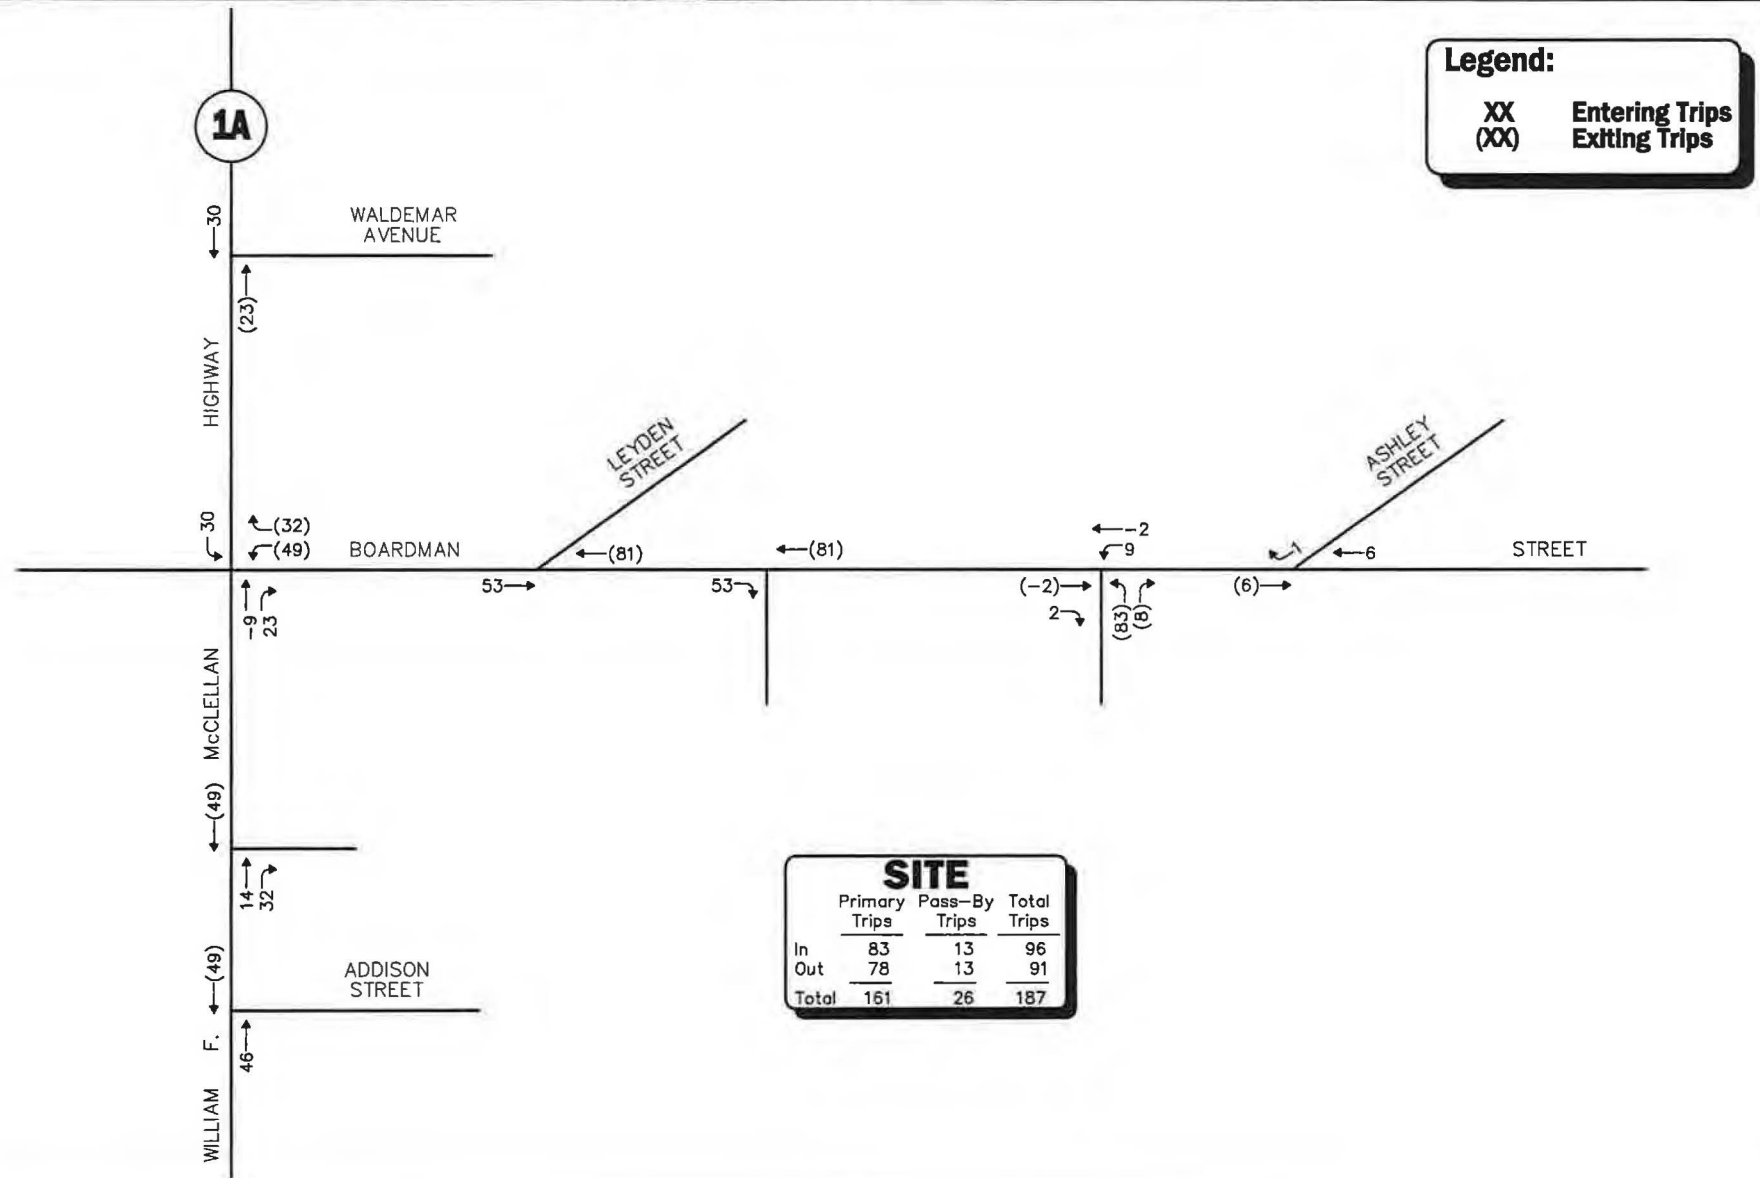 Legend:
XX Entering Trips
(XX) Exiting Trips
1A
30
WALDEMAR
AVENUE
(23)
HIGHWAY
LEYDEN
STREET
ASHLEY
STREET
30
(32)
(49)
BOARDMAN
(81)
(81)
-2
9
1
6
STREET
53
53
(-2)
2
(83)
(8)
(6)
-9
23
McCLELLAN
(49)
14
32
SITE
Primary Pass-By Total
Trips Trips Trips
In 83 13 96
Out 78 13 91
Total 161 26 187
(49)
ADDISON
STREET
46
F.
WILLIAM